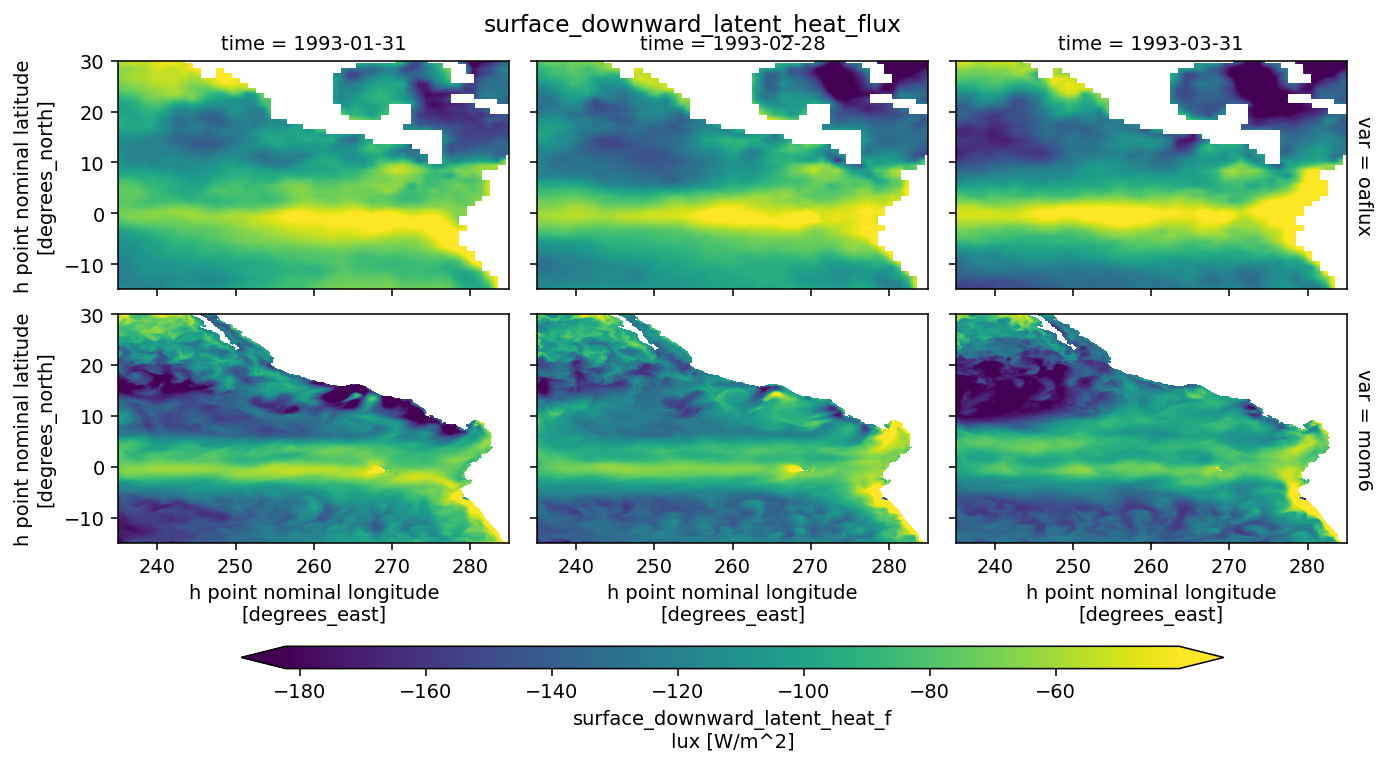 surface_downward_latent_heat_flux
time = 1993-01-31
time = 1993-02-28
time = 1993-03-31
h point nominal latitude
[degrees_north]
30
20
10
0
−10
var = oaflux
h point nominal latitude
[degrees_north]
30
20
10
0
−10
var = mom6
240 250 260 270 280
240 250 260 270 280
240 250 260 270 280
h point nominal longitude
[degrees_east]
h point nominal longitude
[degrees_east]
h point nominal longitude
[degrees_east]
−180 −160 −140 −120 −100 −80 −60
surface_downward_latent_heat_f
lux [W/m^2]